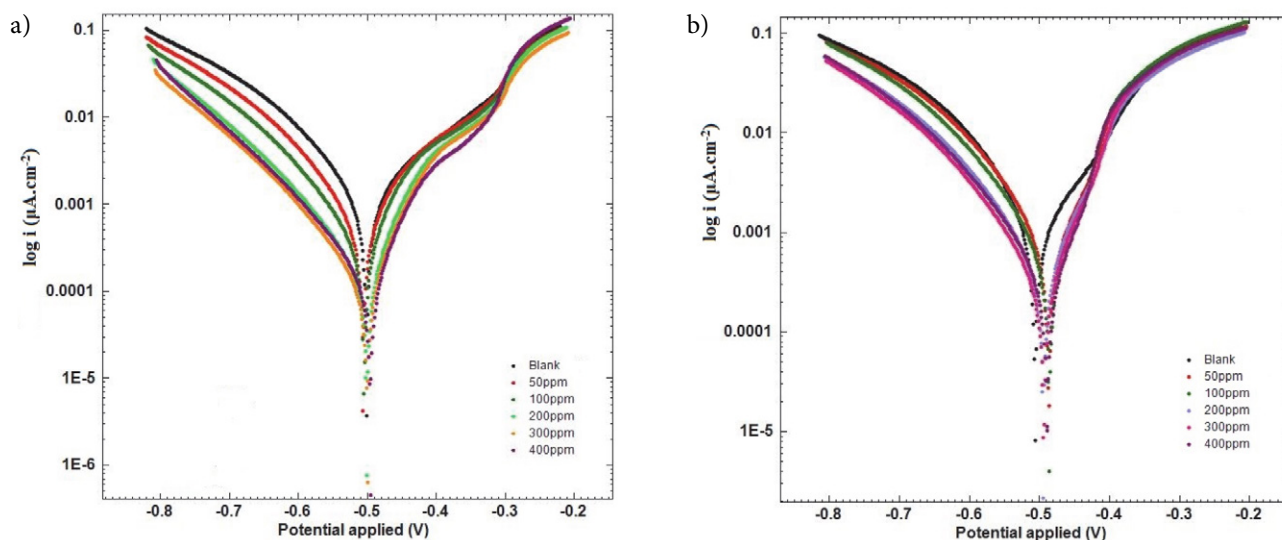 a)
log i (µA.cm-2)
0.1
0.01
0.001
0.0001
1E-5
1E-6
-0.8 -0.7 -0.6 -0.5 -0.4 -0.3 -0.2
Potential applied (V)
Blank
50ppm
100ppm
200ppm
300ppm
400ppm
b)
log i (µA.cm-2)
0.1
0.01
0.001
0.0001
1E-5
-0.8 -0.7 -0.6 -0.5 -0.4 -0.3 -0.2
Potential applied (V)
Blank
50ppm
100ppm
200ppm
300ppm
400ppm